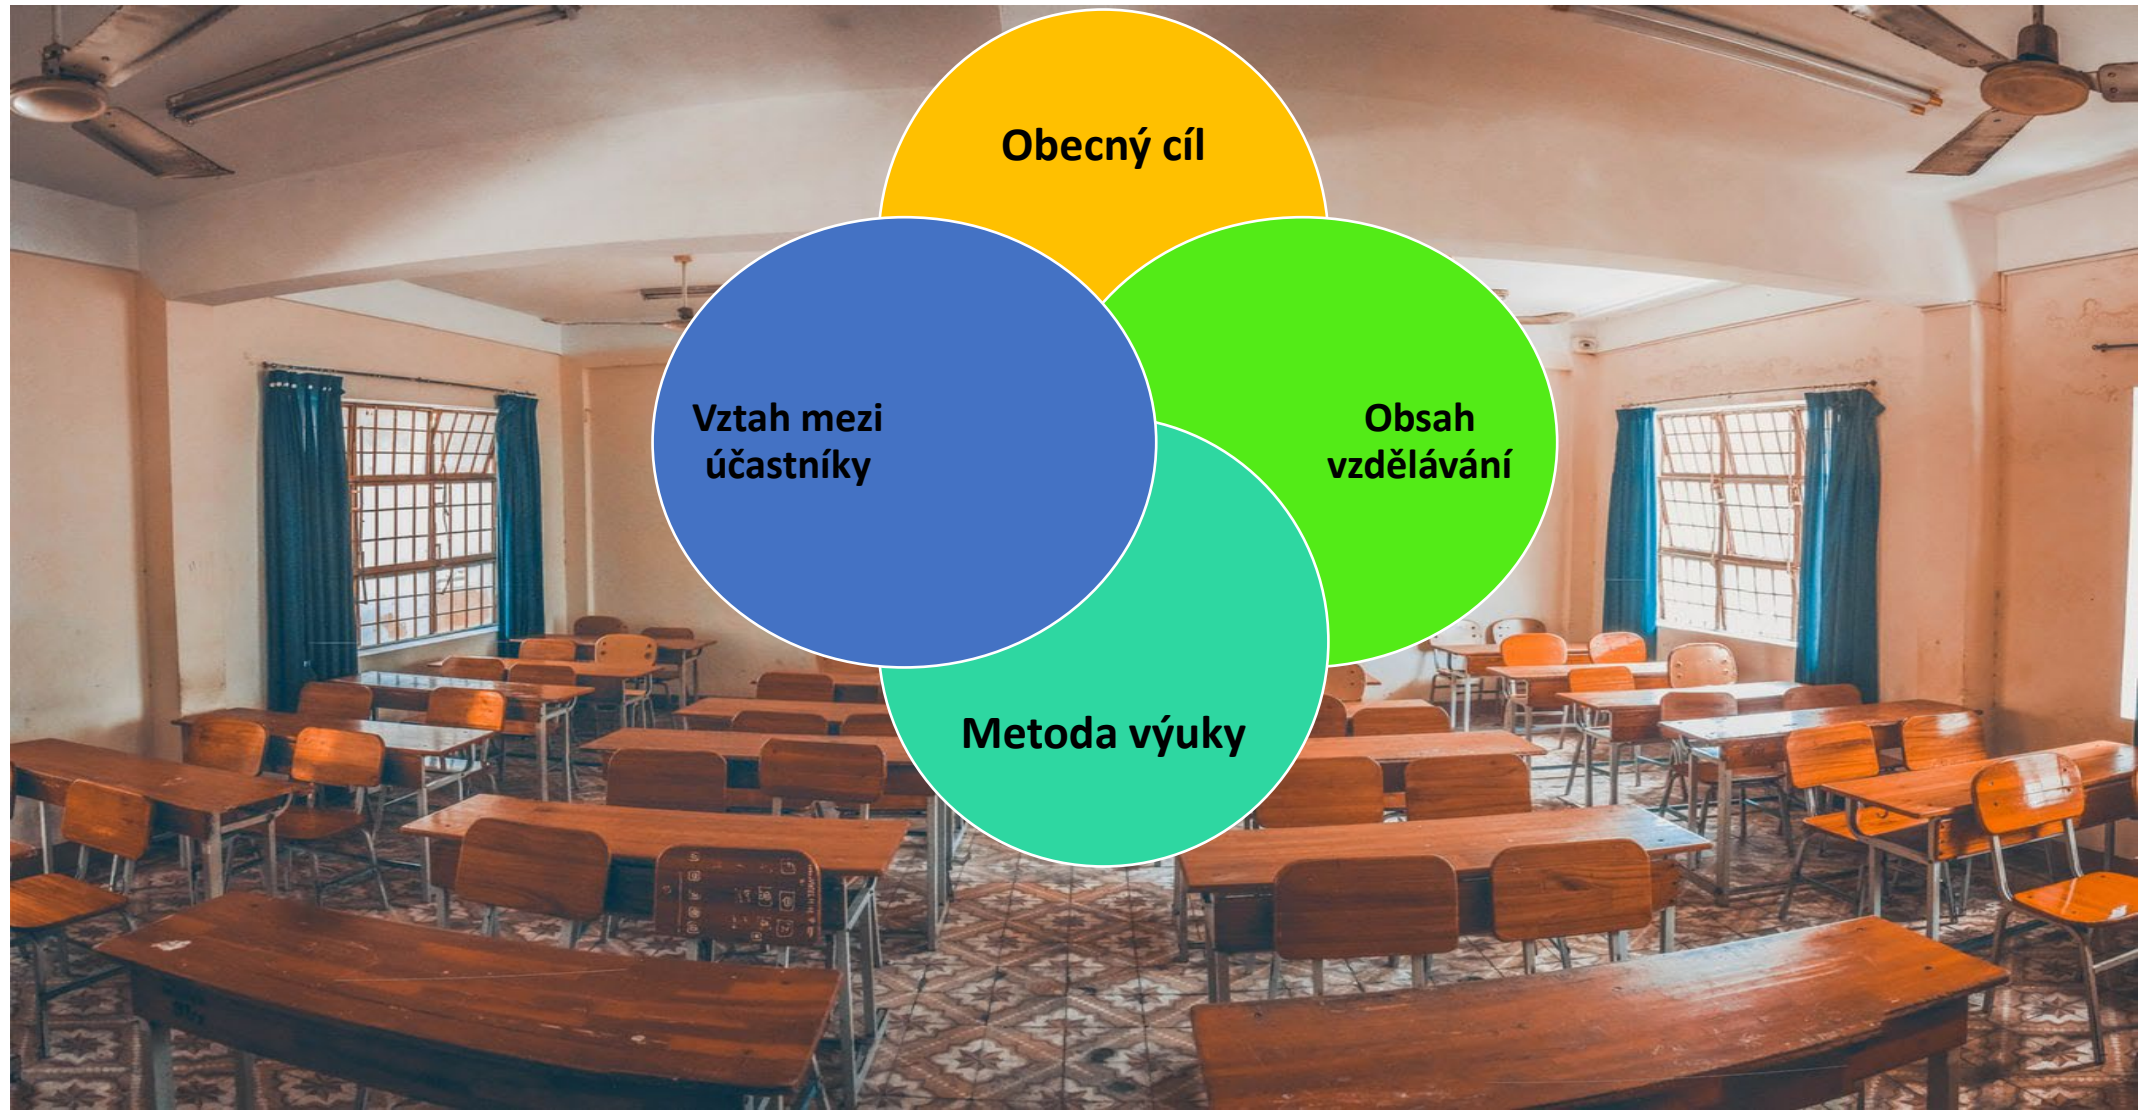 Obecný cíl
Vztah mezi
účastníky
Obsah
vzdělávání
Metoda výuky